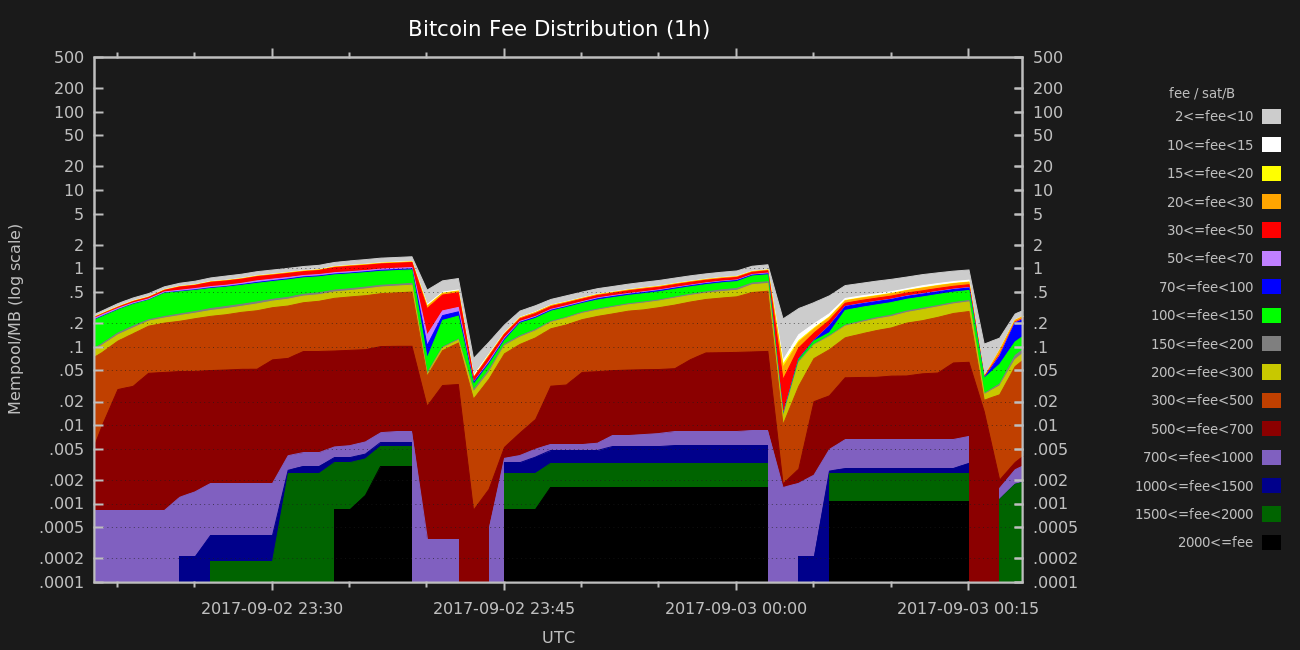 Bitcoin Fee Distribution (1h)
500 500
200 200
100 100
50 50
20 20
10 10
5 5
2 2
1 1
.5 .5
.2 .2
.1 .1
.05 .05
.02 .02
.01 .01
.005 .005
.002 .002
.001 .001
.0005 .0005
.0002 .0002
.0001 .0001
Mempool/MB (log scale)
2017-09-02 23:30 2017-09-02 23:45 2017-09-03 00:00 2017-09-03 00:15
UTC
fee / sat/B
2<=fee<10
10<=fee<15
15<=fee<20
20<=fee<30
30<=fee<50
50<=fee<70
70<=fee<100
100<=fee<150
150<=fee<200
200<=fee<300
300<=fee<500
500<=fee<700
700<=fee<1000
1000<=fee<1500
1500<=fee<2000
2000<=fee